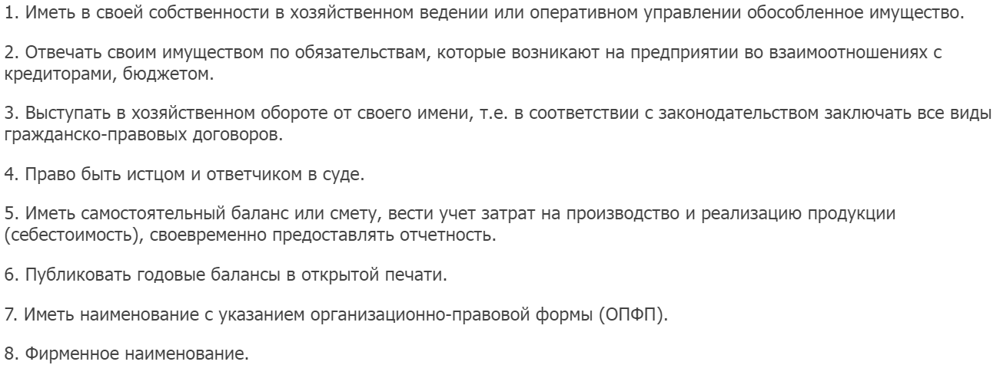 1. Иметь в своей собственности в хозяйственном ведении или оперативном управлении обособленное имущество.
2. Отвечать своим имуществом по обязательствам, которые возникают на предприятии во взаимоотношениях с
кредиторами, бюджетом.
3. Выступать в хозяйственном обороте от своего имени, т.е. в соответствии с законодательством заключать все виды
гражданско-правовых договоров.
4. Право быть истцом и ответчиком в суде.
5. Иметь самостоятельный баланс или смету, вести учет затрат на производство и реализацию продукции
(себестоимость), своевременно предоставлять отчетность.
6. Публиковать годовые балансы в открытой печати.
7. Иметь наименование с указанием организационно-правовой формы (ОПФП).
8. Фирменное наименование.